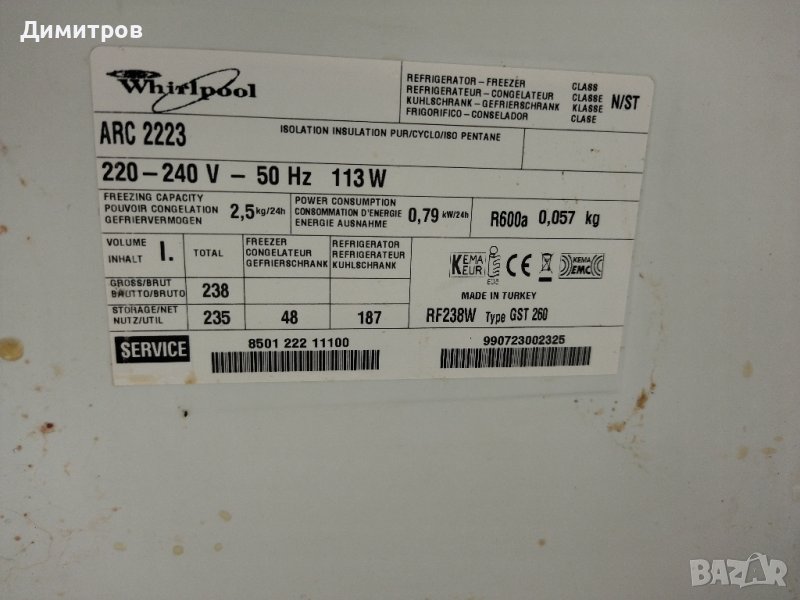 Димитров
Whirlpool
REFRIGERATOR–FREEZER
REFRIGERATEUR–CONGELATEUR
KUHLSCHRANK–GEFRIERSCHRANK
FRIGORIFICO–CONSELADOR
CLASS
CLASSE
KLASSE
CLASE
N/ST
ARC 2223
ISOLATION INSULATION PUR/CYCLO/ISO PENTANE
220–240 V – 50 Hz 113 W
FREEZING CAPACITY
POUVOIR CONGELATION
GEFRIERVERMOGEN
2,5 kg/24h
POWER CONSUMPTION
CONSOMMATION D'ENERGIE
ENERGIE AUSNAHME
0,79 kW/24h
R600a 0,057 kg
VOLUME
INHALT
l.
TOTAL
FREEZER
CONGELATEUR
GEFRIERSCHRANK
REFRIGERATOR
REFRIGERATEUR
KUHLSCHRANK
GROSS/BRUT
BRUTTO/BRUTO
238
STORAGE/NET
NUTZ/UTIL
235
48
187
KEMA
EUR
CE
KEMA
EMC
MADE IN TURKEY
RF238W Type GST 260
SERVICE
8501 222 11100
990723002325
BAZAR